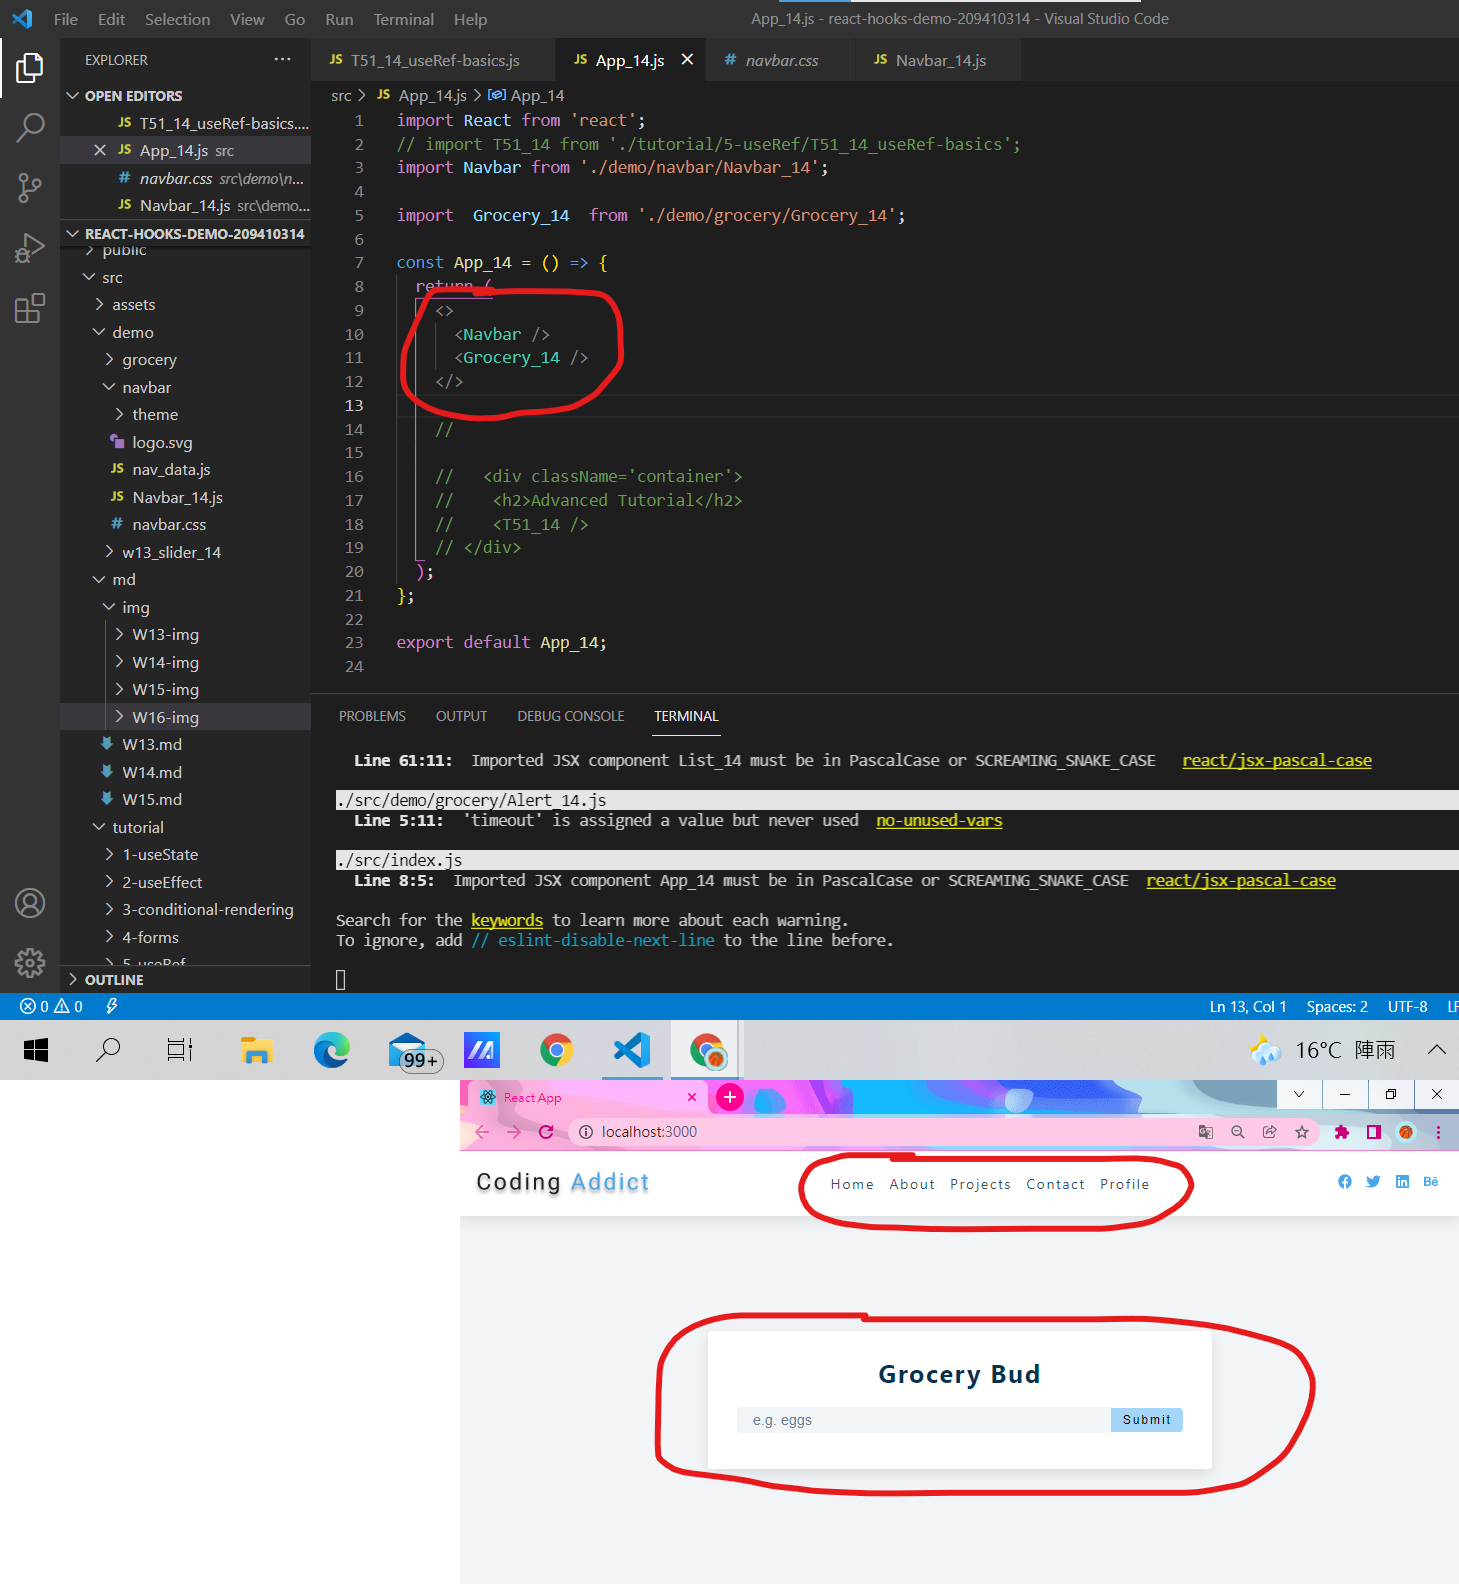 File Edit Selection View Go Run Terminal Help
App_14.js - react-hooks-demo-209410314 - Visual Studio Code
EXPLORER
OPEN EDITORS
JS T51_14_useRef-basics....
JS App_14.js src
# navbar.css src\demo\n...
JS Navbar_14.js src\demo...
REACT-HOOKS-DEMO-209410314
public
src
assets
demo
grocery
navbar
theme
logo.svg
JS nav_data.js
JS Navbar_14.js
# navbar.css
w13_slider_14
md
img
W13-img
W14-img
W15-img
W16-img
W13.md
W14.md
W15.md
tutorial
1-useState
2-useEffect
3-conditional-rendering
4-forms
5-useRef
OUTLINE
JS T51_14_useRef-basics.js
JS App_14.js
# navbar.css
JS Navbar_14.js
src > JS App_14.js > App_14
1 import React from 'react';
2 // import T51_14 from './tutorial/5-useRef/T51_14_useRef-basics';
3 import Navbar from './demo/navbar/Navbar_14';
4
5 import  Grocery_14  from './demo/grocery/Grocery_14';
6
7 const App_14 = () => {
8 return (
9 <>
10 <Navbar />
11 <Grocery_14 />
12 </>
13
14 //
15
16 //   <div className='container'>
17 //    <h2>Advanced Tutorial</h2>
18 //    <T51_14 />
19 // </div>
20 );
21 };
22
23 export default App_14;
24
PROBLEMS OUTPUT DEBUG CONSOLE TERMINAL
Line 61:11:  Imported JSX component List_14 must be in PascalCase or SCREAMING_SNAKE_CASE   react/jsx-pascal-case
./src/demo/grocery/Alert_14.js
Line 5:11:  'timeout' is assigned a value but never used  no-unused-vars
./src/index.js
Line 8:5:  Imported JSX component App_14 must be in PascalCase or SCREAMING_SNAKE_CASE  react/jsx-pascal-case
Search for the keywords to learn more about each warning.
To ignore, add // eslint-disable-next-line to the line before.
0 0
Ln 13, Col 1 Spaces: 2 UTF-8 LF
99+
16°C 陣雨
React App
localhost:3000
Coding Addict
Home About Projects Contact Profile
Bē
Grocery Bud
e.g. eggs
Submit